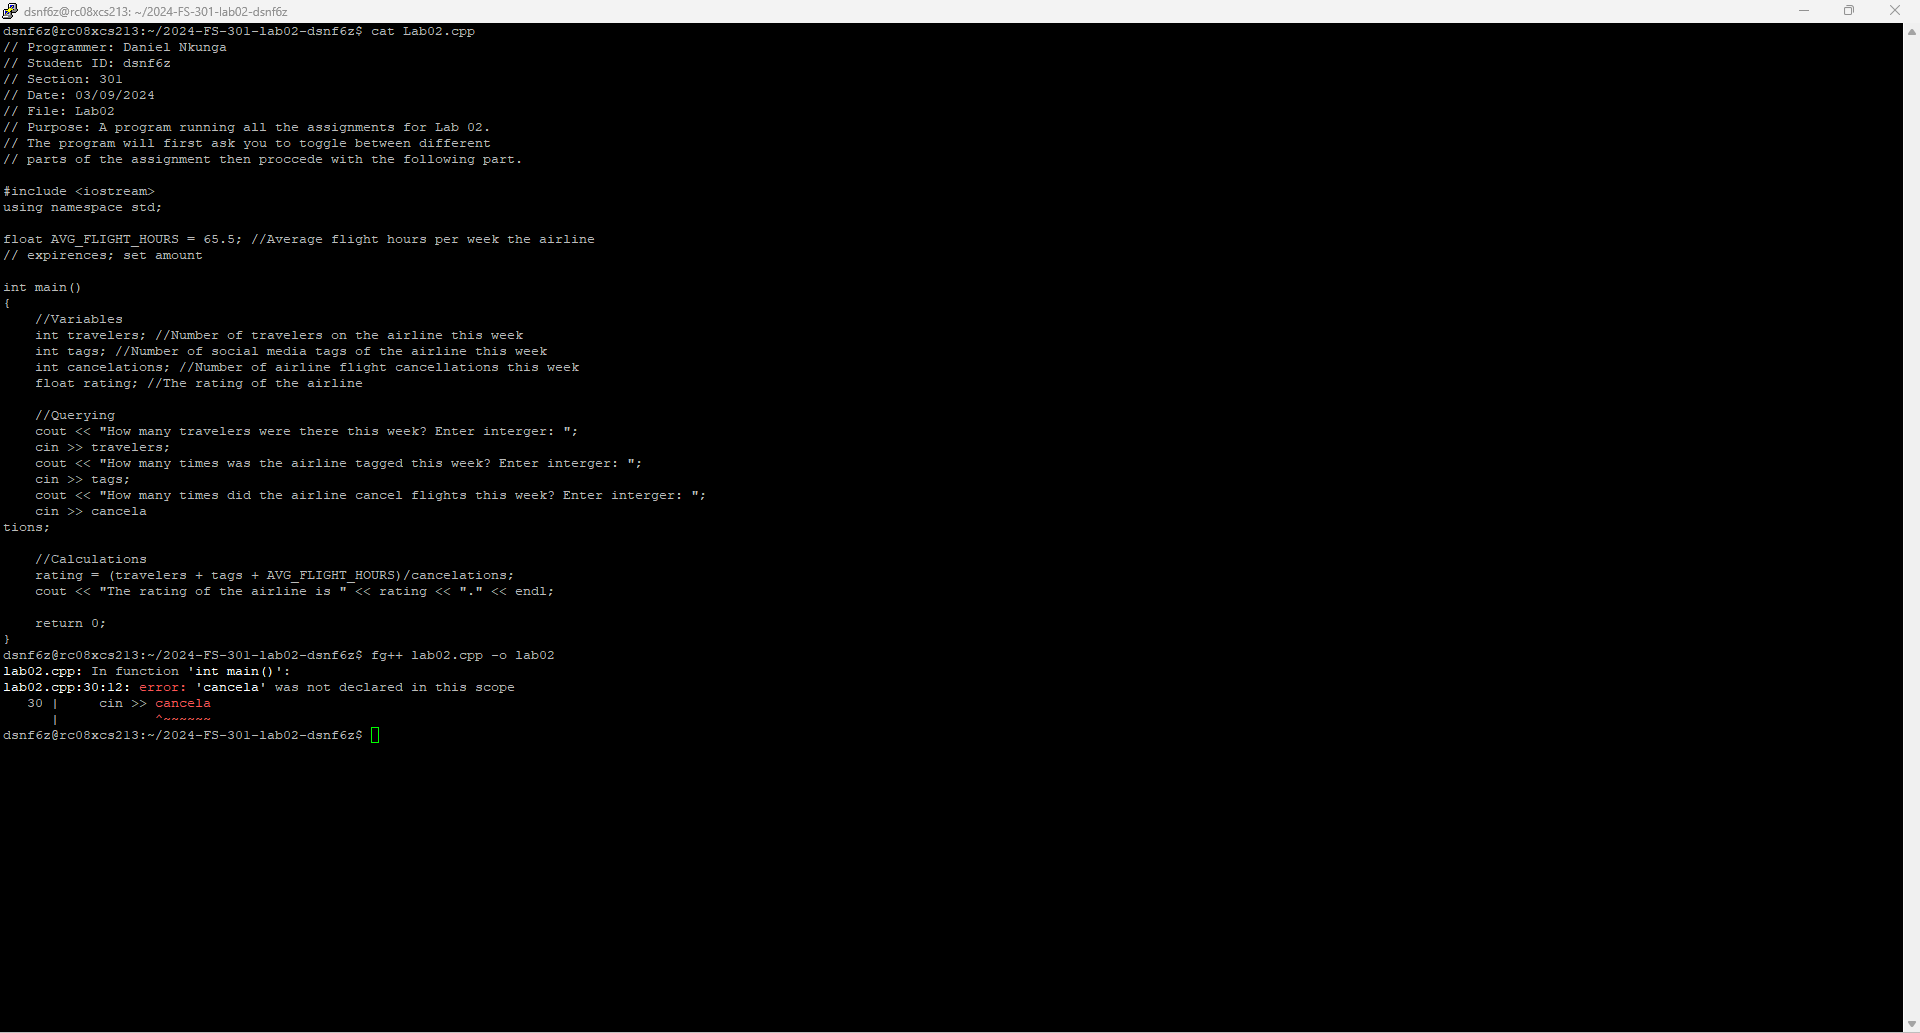 dsnf6z@rc08xcs213: ~/2024-FS-301-lab02-dsnf6z
dsnf6z@rc08xcs213:~/2024-FS-301-lab02-dsnf6z$ cat Lab02.cpp
// Programmer: Daniel Nkunga
// Student ID: dsnf6z
// Section: 301
// Date: 03/09/2024
// File: Lab02
// Purpose: A program running all the assignments for Lab 02.
// The program will first ask you to toggle between different
// parts of the assignment then proccede with the following part.

#include <iostream>
using namespace std;

float AVG_FLIGHT_HOURS = 65.5; //Average flight hours per week the airline
// expirences; set amount

int main()
{
    //Variables
    int travelers; //Number of travelers on the airline this week
    int tags; //Number of social media tags of the airline this week
    int cancelations; //Number of airline flight cancellations this week
    float rating; //The rating of the airline

    //Querying
    cout << "How many travelers were there this week? Enter interger: ";
    cin >> travelers;
    cout << "How many times was the airline tagged this week? Enter interger: ";
    cin >> tags;
    cout << "How many times did the airline cancel flights this week? Enter interger: ";
    cin >> cancela
tions;

    //Calculations
    rating = (travelers + tags + AVG_FLIGHT_HOURS)/cancelations;
    cout << "The rating of the airline is " << rating << "." << endl;

    return 0;
}
dsnf6z@rc08xcs213:~/2024-FS-301-lab02-dsnf6z$ fg++ lab02.cpp -o lab02
lab02.cpp: In function 'int main()':
lab02.cpp:30:12: error: 'cancela' was not declared in this scope
   30 |     cin >> cancela
      |            ^~~~~~~
dsnf6z@rc08xcs213:~/2024-FS-301-lab02-dsnf6z$